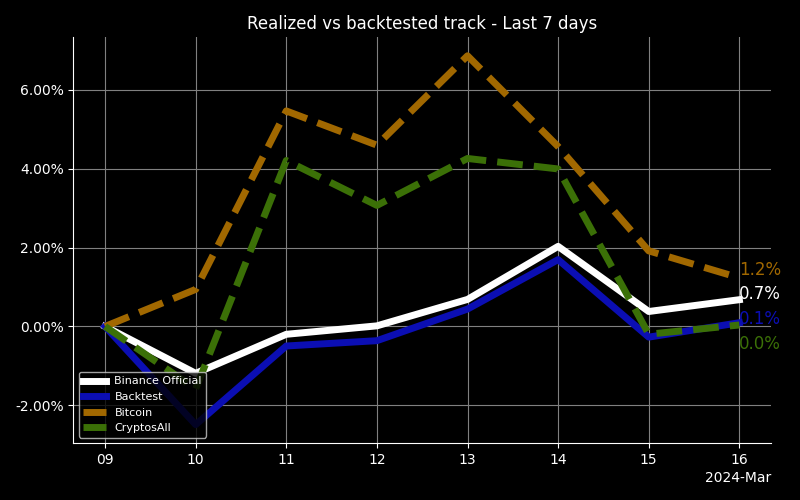 Realized vs backtested track - Last 7 days
6.00%
4.00%
2.00%
0.00%
-2.00%
1.2%
0.7%
0.1%
0.0%
Binance Official
Backtest
Bitcoin
CryptosAll
09 10 11 12 13 14 15 16
2024-Mar